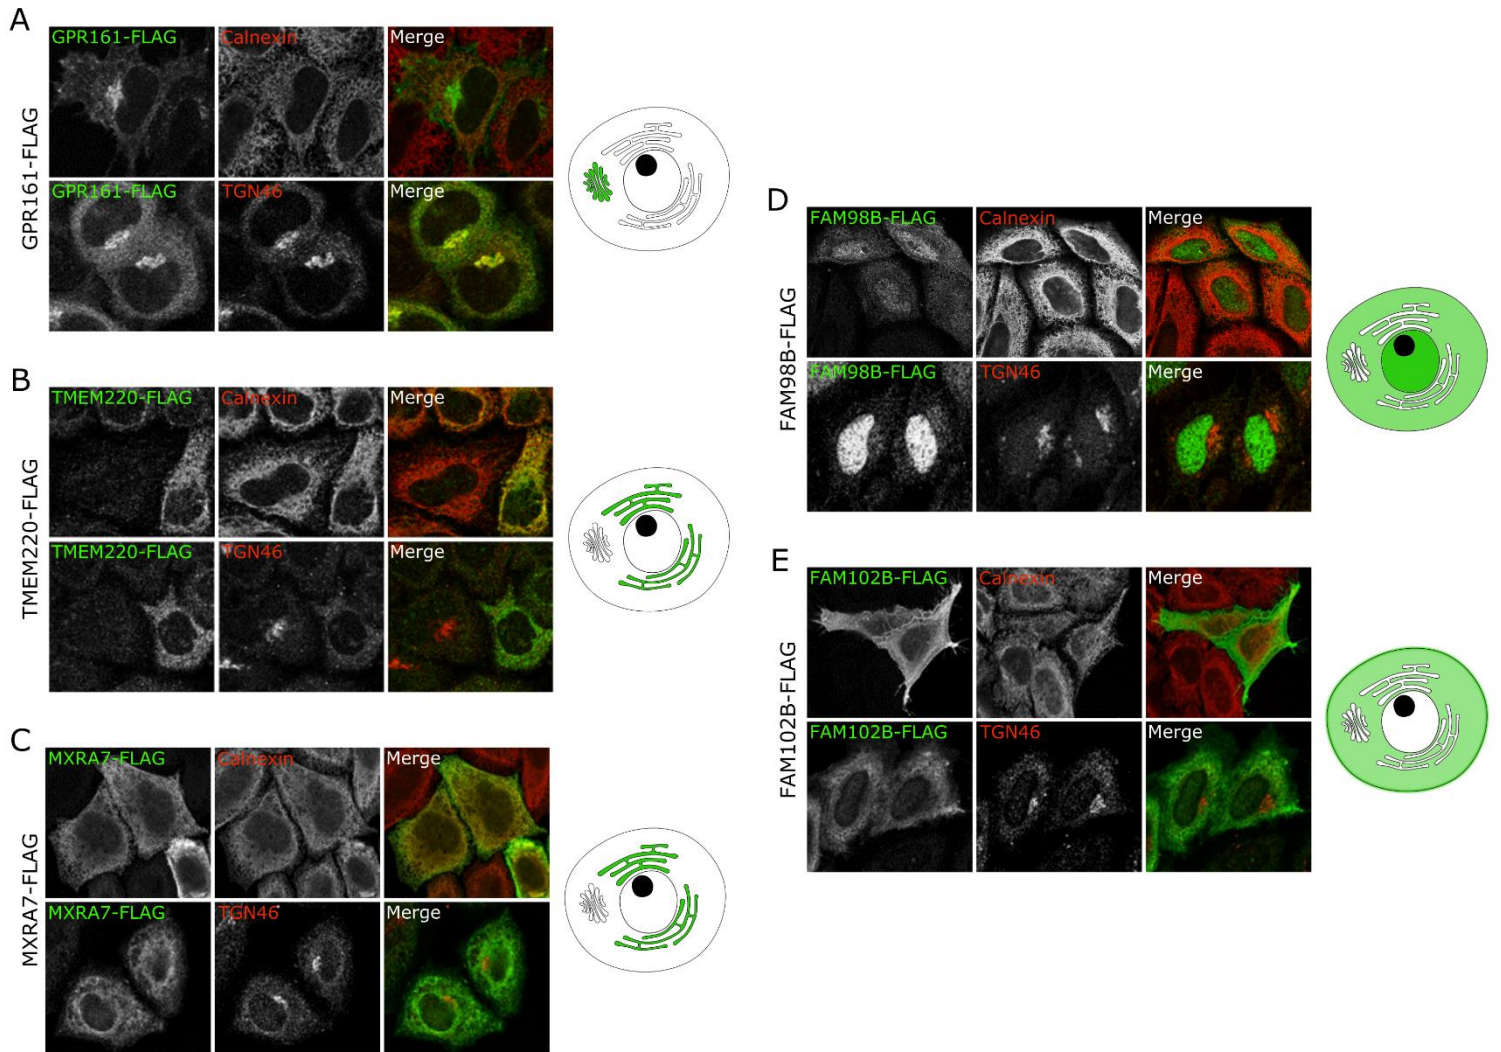 A
GPR161-FLAG
GPR161-FLAG Calnexin Merge
GPR161-FLAG TGN46 Merge
B
TMEM220-FLAG
TMEM220-FLAG Calnexin Merge
TMEM220-FLAG TGN46 Merge
C
MXRA7-FLAG
MXRA7-FLAG Calnexin Merge
MXRA7-FLAG TGN46 Merge
D
FAM98B-FLAG
FAM98B-FLAG Calnexin Merge
FAM98B-FLAG TGN46 Merge
E
FAM102B-FLAG
FAM102B-FLAG Calnexin Merge
FAM102B-FLAG TGN46 Merge